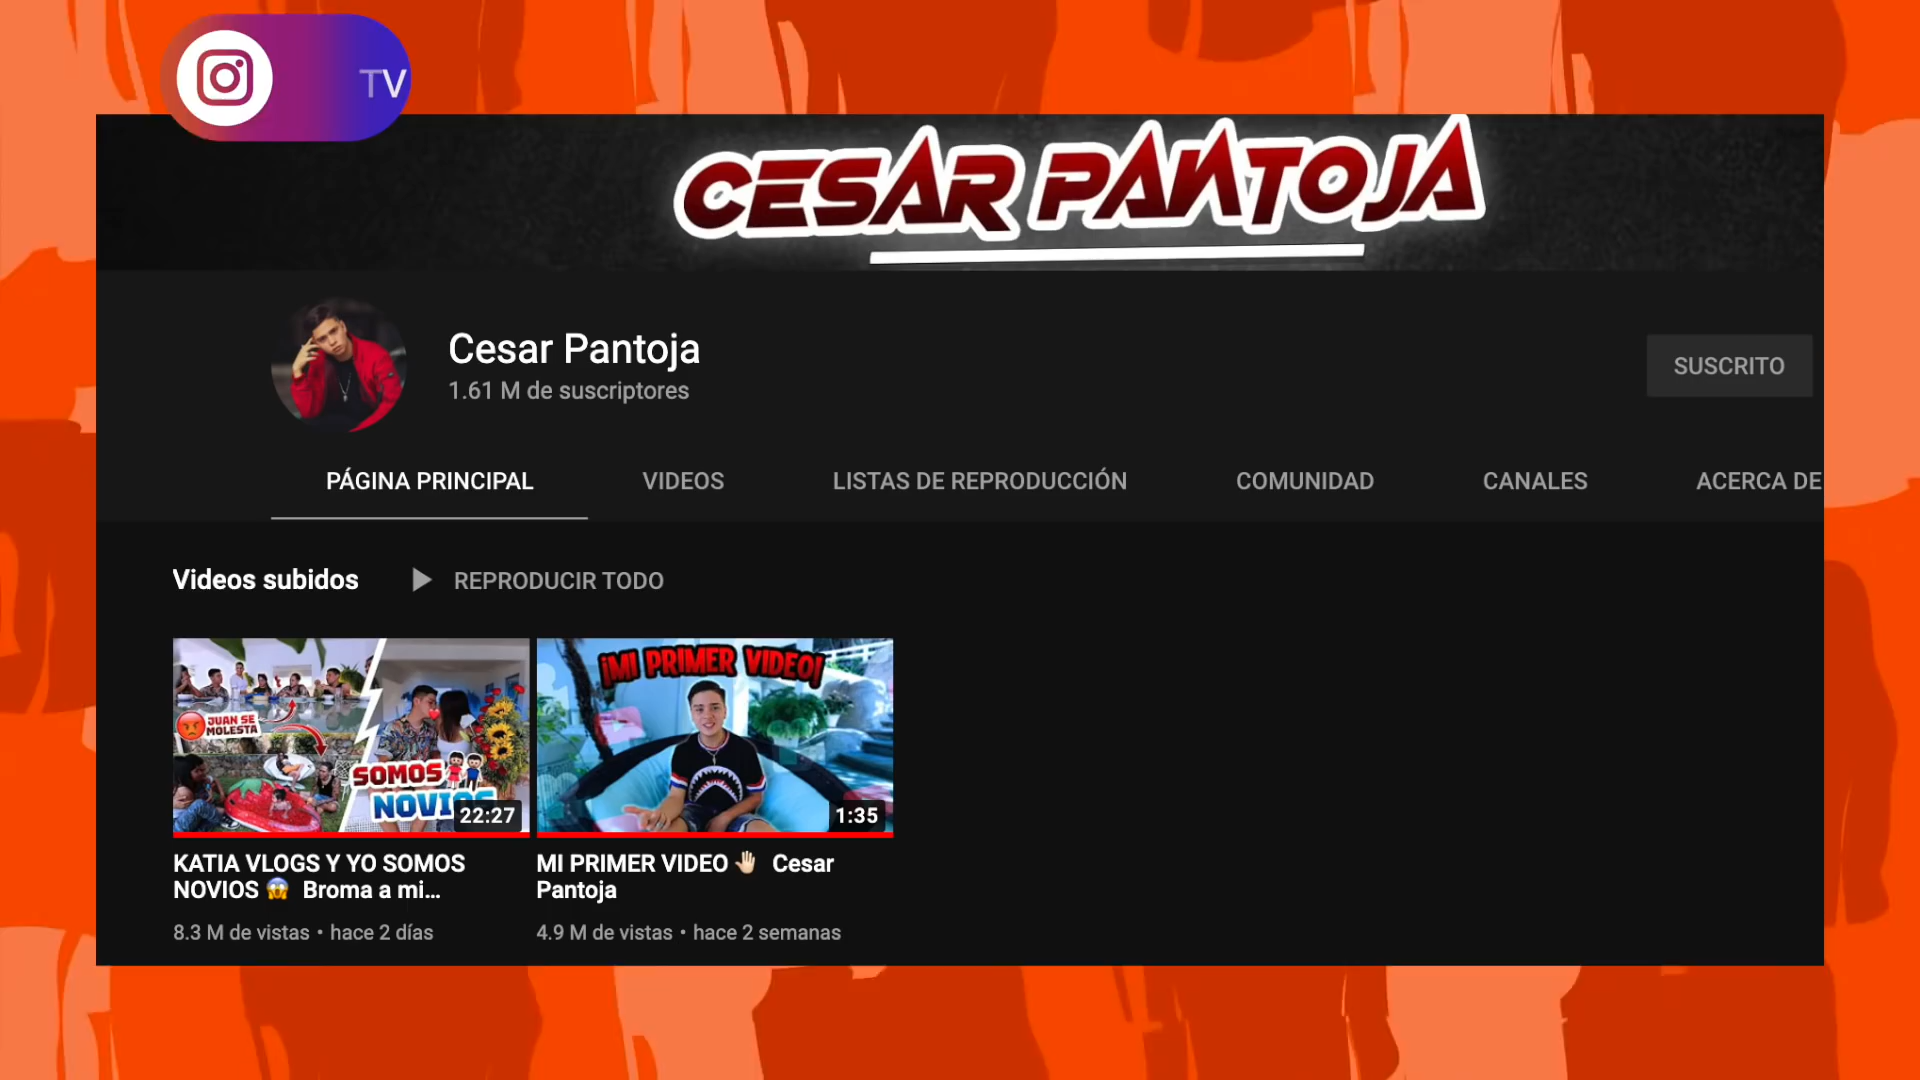 TV
CESAR PANTOJA
Cesar Pantoja
1.61 M de suscriptores
SUSCRITO
PÁGINA PRINCIPAL
VIDEOS
LISTAS DE REPRODUCCIÓN
COMUNIDAD
CANALES
ACERCA DE
Videos subidos
REPRODUCIR TODO
JUAN SE
MOLESTA
SOMOS
NOVIOS
22:27
¡MI PRIMER VIDEO!
1:35
KATIA VLOGS Y YO SOMOS
NOVIOS 😱 Broma a mi...
8.3 M de vistas • hace 2 días
MI PRIMER VIDEO 🤚🏻 Cesar
Pantoja
4.9 M de vistas • hace 2 semanas